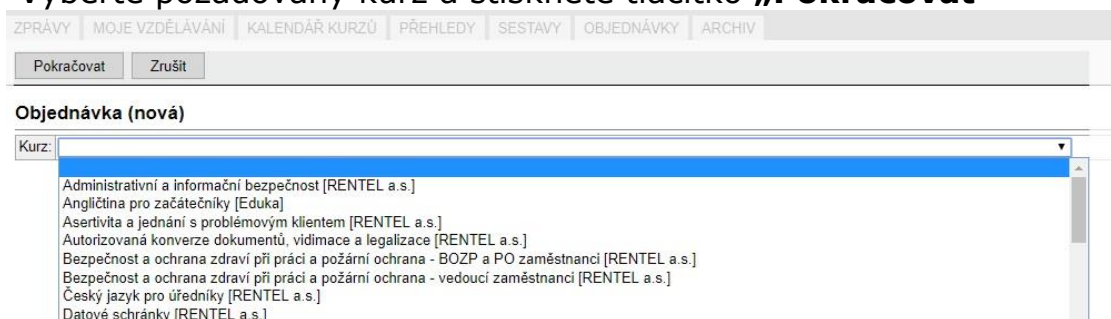 Vyberte požadovaný kurz a stiskněte tlačítko „Pokračovat
ZPRÁVY MOJE VZDĚLÁVÁNÍ KALENDÁŘ KURZŮ PŘEHLEDY SESTAVY OBJEDNÁVKY ARCHIV
Pokračovat Zrušit
Objednávka (nová)
Kurz:
Administrativní a informační bezpečnost [RENTEL a.s.]
Angličtina pro začátečníky [Eduka]
Asertivita a jednání s problémovým klientem [RENTEL a.s.]
Autorizovaná konverze dokumentů, vidimace a legalizace [RENTEL a.s.]
Bezpečnost a ochrana zdraví při práci a požární ochrana - BOZP a PO zaměstnanci [RENTEL a.s.]
Bezpečnost a ochrana zdraví při práci a požární ochrana - vedoucí zaměstnanci [RENTEL a.s.]
Český jazyk pro úředníky [RENTEL a.s.]
Datové schránky [RENTEL a.s.]